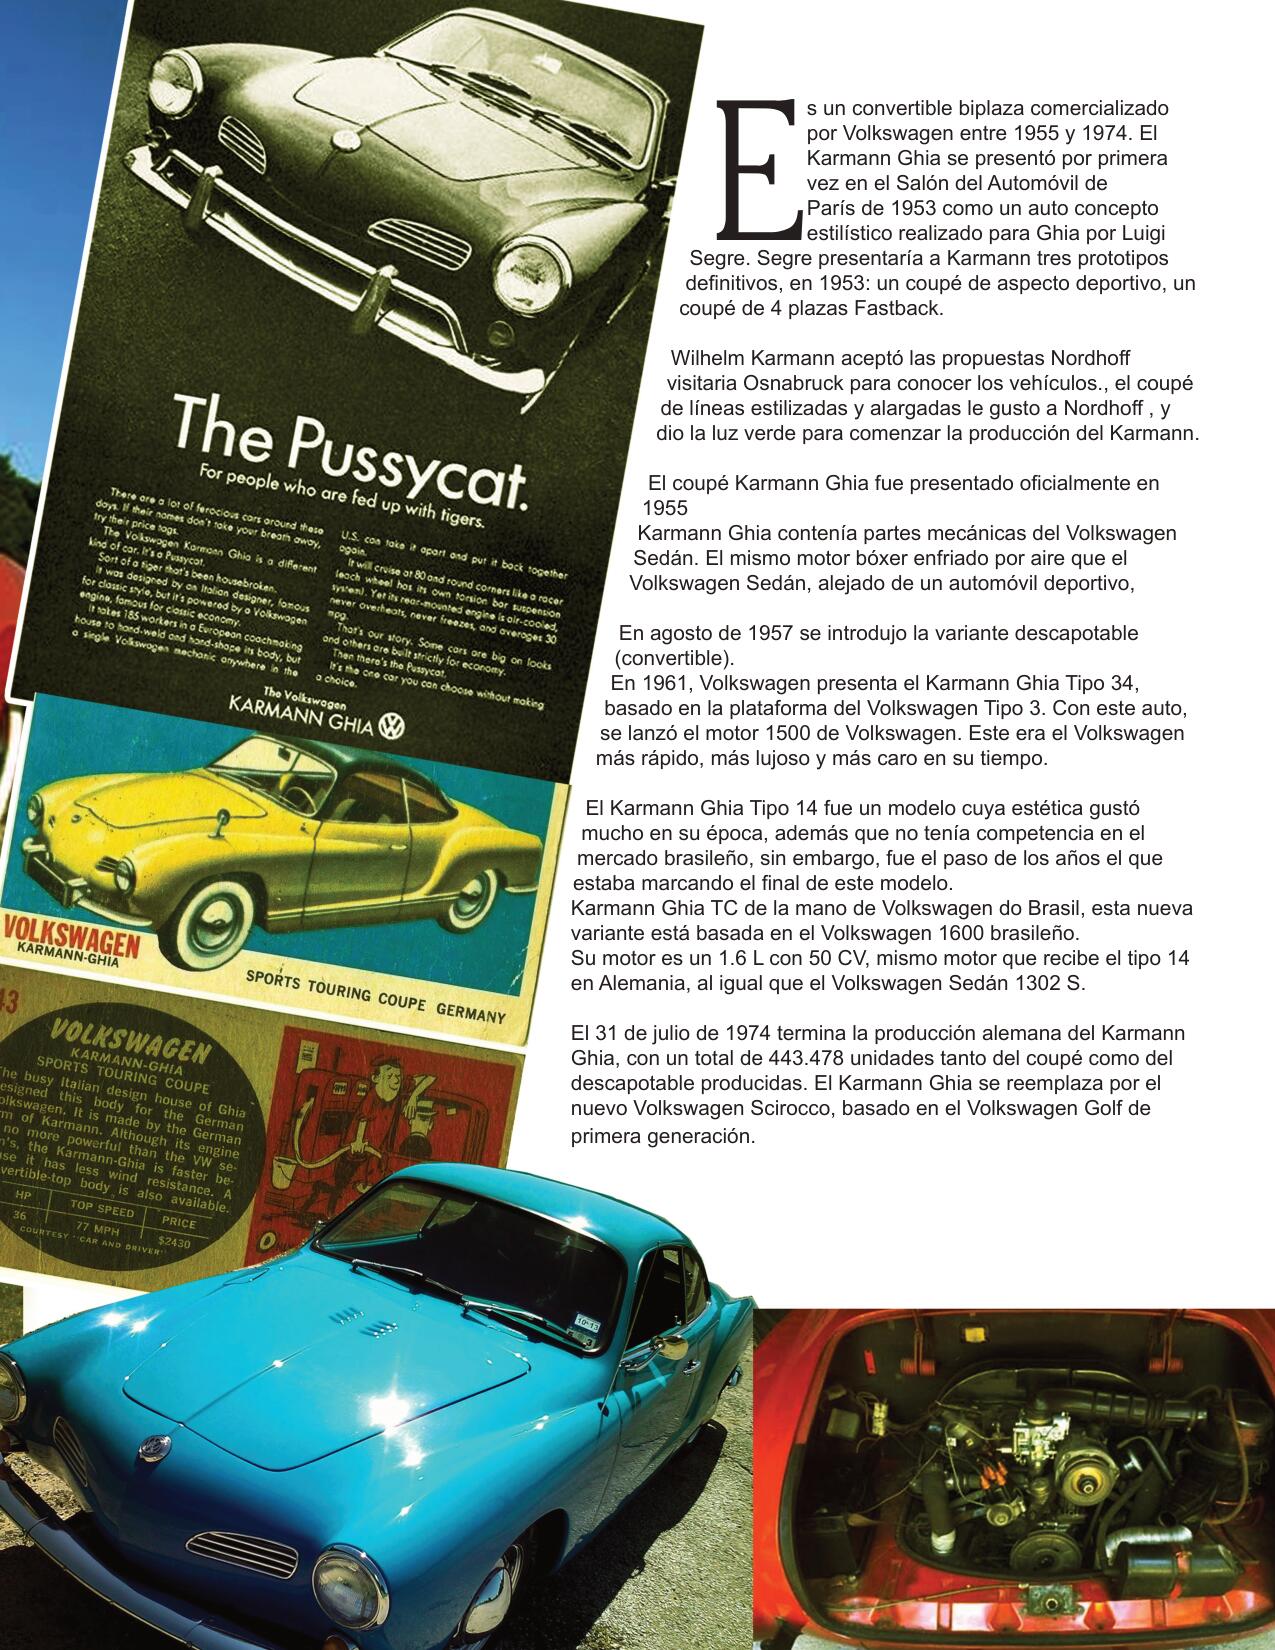 The Pussycat.
For people who are fed up with tigers.
There are a lot of ferocious cars around these
days. If their names don't take your breath away,
try their price tags.
The Volkswagen Karmann Ghia is a different
kind of car. It's a Pussycat.
Sort of a tiger that's been housebroken.
It was designed by an Italian designer, famous
for classic style, but it's powered by a Volkswagen
engine, famous for classic economy.
It takes 185 workers in a European coachmaking
house to hand-weld and hand-shape its body, but
a single Volkswagen mechanic anywhere in the
U.S. can take it apart and put it back together
again.
It will cruise at 80 and round corners like a racer
(each wheel has its own torsion bar suspension
system). Yet its rear-mounted engine is air-cooled,
never overheats, never freezes, and averages 30
mpg.
That's our story. Some cars are big on looks
and others are built strictly for economy.
Then there's the Pussycat.
It's the one car you can choose without making
a choice.
The Volkswagen
KARMANN GHIA
VOLKSWAGEN
KARMANN-GHIA
SPORTS TOURING COUPE GERMANY
43
VOLKSWAGEN
KARMANN-GHIA
SPORTS TOURING COUPE
The busy Italian design house of Ghia
esigned this body for the German
olkswagen. It is made by the German
rm of Karmann. Although its engine
no more powerful than the VW se-
n's, the Karmann-Ghia is faster be-
use it has less wind resistance. A
vertible-top body is also available.
HP TOP SPEED PRICE
36 77 MPH $2430
COURTESY "CAR AND DRIVER"
10-13
Es un convertible biplaza comercializado
por Volkswagen entre 1955 y 1974. El
Karmann Ghia se presentó por primera
vez en el Salón del Automóvil de
París de 1953 como un auto concepto
estilístico realizado para Ghia por Luigi
Segre. Segre presentaría a Karmann tres prototipos
definitivos, en 1953: un coupé de aspecto deportivo, un
coupé de 4 plazas Fastback.
Wilhelm Karmann aceptó las propuestas Nordhoff
visitaria Osnabruck para conocer los vehículos., el coupé
de líneas estilizadas y alargadas le gusto a Nordhoff , y
dio la luz verde para comenzar la producción del Karmann.
El coupé Karmann Ghia fue presentado oficialmente en
1955
Karmann Ghia contenía partes mecánicas del Volkswagen
Sedán. El mismo motor bóxer enfriado por aire que el
Volkswagen Sedán, alejado de un automóvil deportivo,
En agosto de 1957 se introdujo la variante descapotable
(convertible).
En 1961, Volkswagen presenta el Karmann Ghia Tipo 34,
basado en la plataforma del Volkswagen Tipo 3. Con este auto,
se lanzó el motor 1500 de Volkswagen. Este era el Volkswagen
más rápido, más lujoso y más caro en su tiempo.
El Karmann Ghia Tipo 14 fue un modelo cuya estética gustó
mucho en su época, además que no tenía competencia en el
mercado brasileño, sin embargo, fue el paso de los años el que
estaba marcando el final de este modelo.
Karmann Ghia TC de la mano de Volkswagen do Brasil, esta nueva
variante está basada en el Volkswagen 1600 brasileño.
Su motor es un 1.6 L con 50 CV, mismo motor que recibe el tipo 14
en Alemania, al igual que el Volkswagen Sedán 1302 S.
El 31 de julio de 1974 termina la producción alemana del Karmann
Ghia, con un total de 443.478 unidades tanto del coupé como del
descapotable producidas. El Karmann Ghia se reemplaza por el
nuevo Volkswagen Scirocco, basado en el Volkswagen Golf de
primera generación.